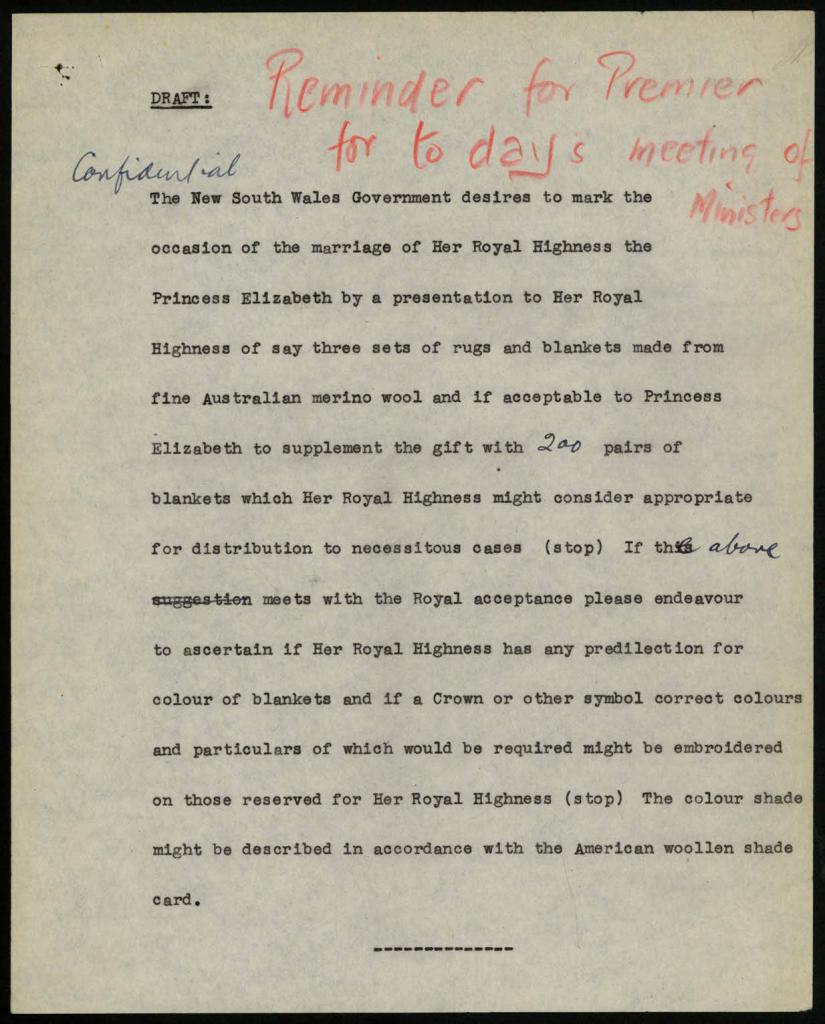 DRAFT:
Reminder for Premier
for to day's meeting of
Ministers
Confidential
The New South Wales Government desires to mark the
occasion of the marriage of Her Royal Highness the
Princess Elizabeth by a presentation to Her Royal
Highness of say three sets of rugs and blankets made from
fine Australian merino wool and if acceptable to Princess
Elizabeth to supplement the gift with 200 pairs of
blankets which Her Royal Highness might consider appropriate
for distribution to necessitous cases (stop) If the above
suggestion meets with the Royal acceptance please endeavour
to ascertain if Her Royal Highness has any predilection for
colour of blankets and if a Crown or other symbol correct colours
and particulars of which would be required might be embroidered
on those reserved for Her Royal Highness (stop) The colour shade
might be described in accordance with the American woollen shade
card.
--------------